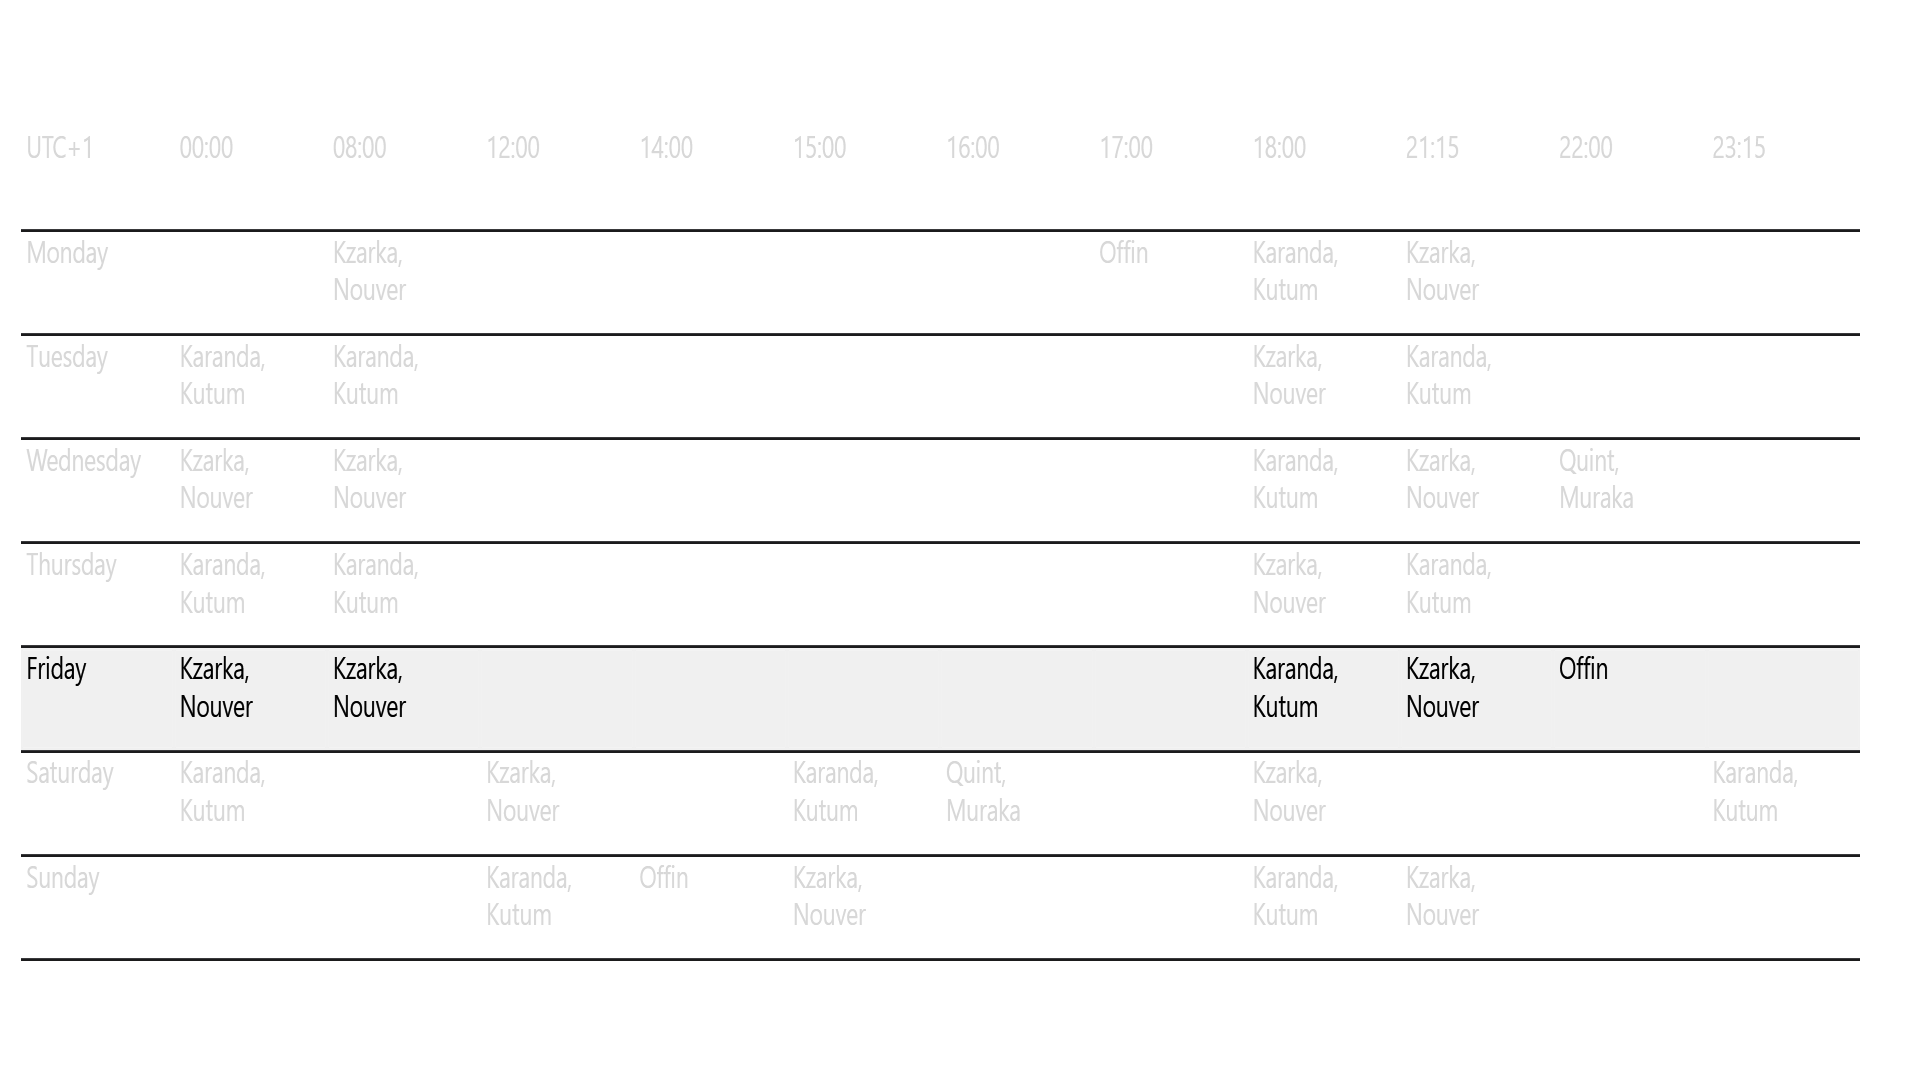 UTC+1 00:00 08:00 12:00 14:00 15:00 16:00 17:00 18:00 21:15 22:00 23:15
Monday Kzarka, Offin Karanda, Kzarka,
Nouver Kutum Nouver
Tuesday Karanda, Karanda, Kzarka, Karanda,
Kutum Kutum Nouver Kutum
Wednesday Kzarka, Kzarka, Karanda, Kzarka, Quint,
Nouver Nouver Kutum Nouver Muraka
Thursday Karanda, Karanda, Kzarka, Karanda,
Kutum Kutum Nouver Kutum
Friday Kzarka, Kzarka, Karanda, Kzarka, Offin
Nouver Nouver Kutum Nouver
Saturday Karanda, Kzarka, Karanda, Quint, Kzarka, Karanda,
Kutum Nouver Kutum Muraka Nouver Kutum
Sunday Karanda, Offin Kzarka, Karanda, Kzarka,
Kutum Nouver Kutum Nouver